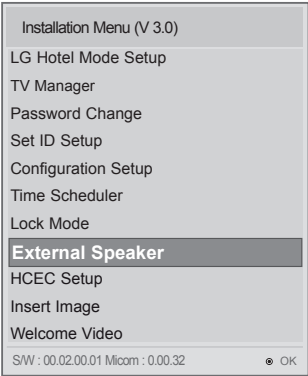 Installation Menu (V 3.0)
LG Hotel Mode Setup
TV Manager
Password Change
Set ID Setup
Configuration Setup
Time Scheduler
Lock Mode
External Speaker
HCEC Setup
Insert Image
Welcome Video
S/W : 00.02.00.01 Micom : 0.00.32 OK